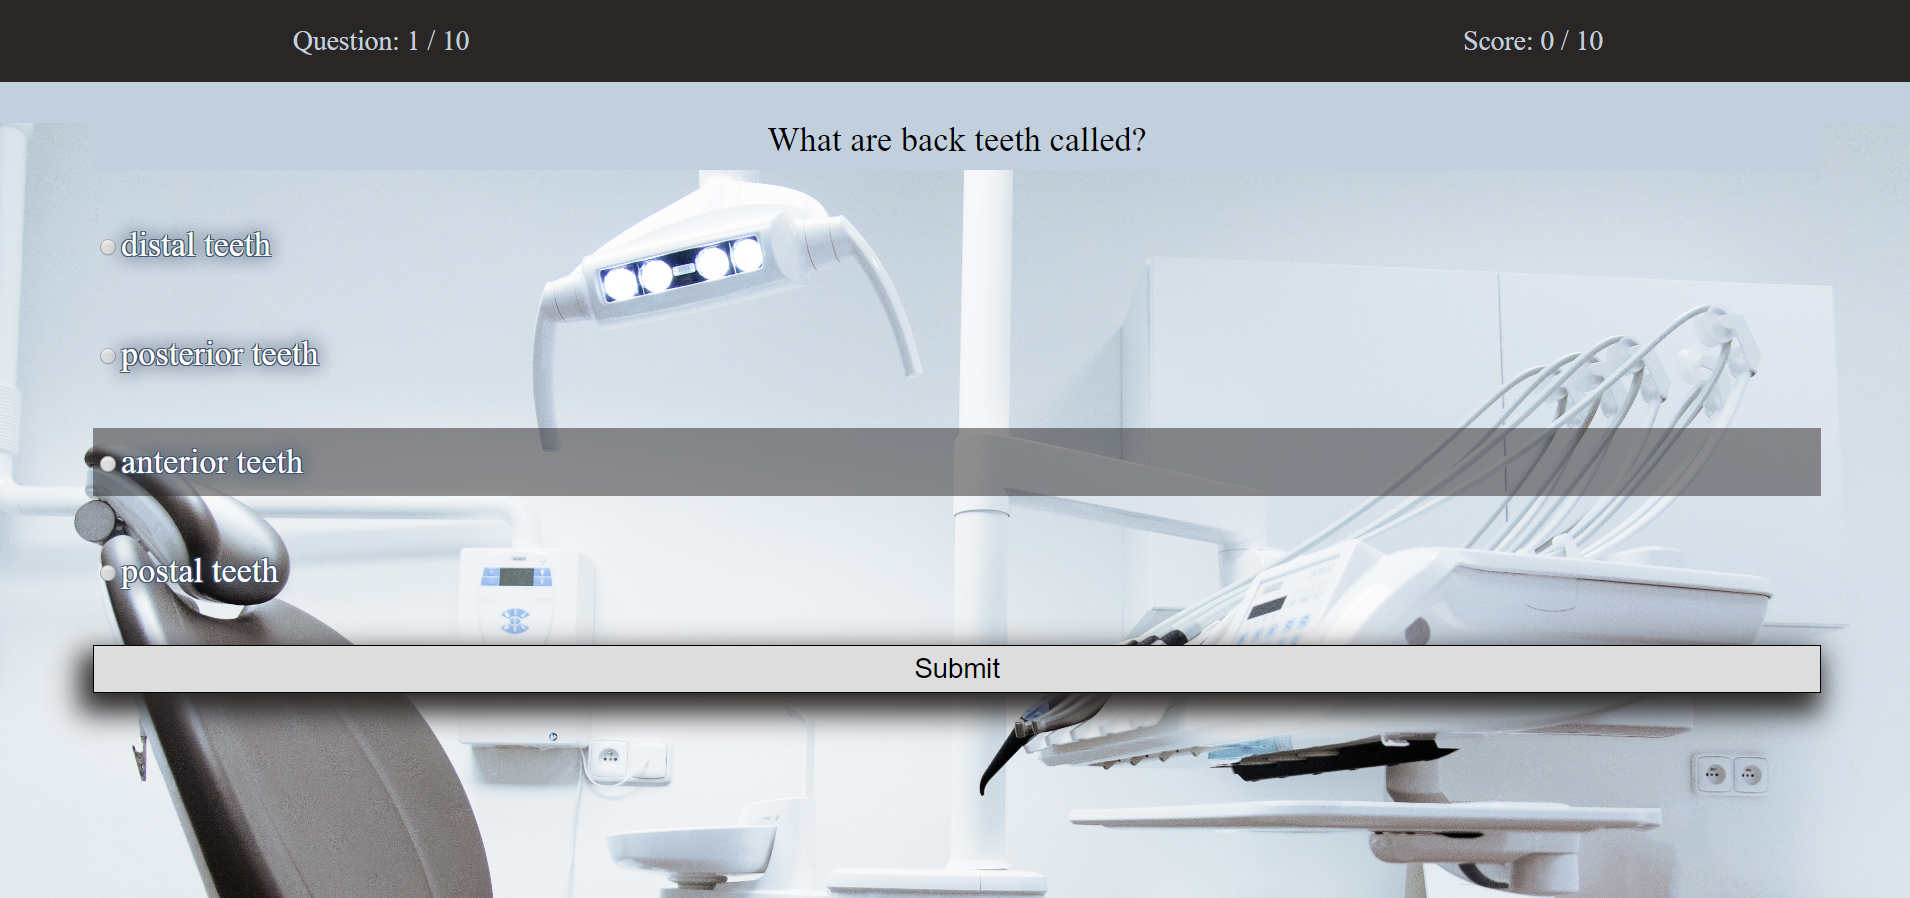 Question: 1 / 10
Score: 0 / 10
What are back teeth called?
distal teeth
posterior teeth
anterior teeth
postal teeth
Submit